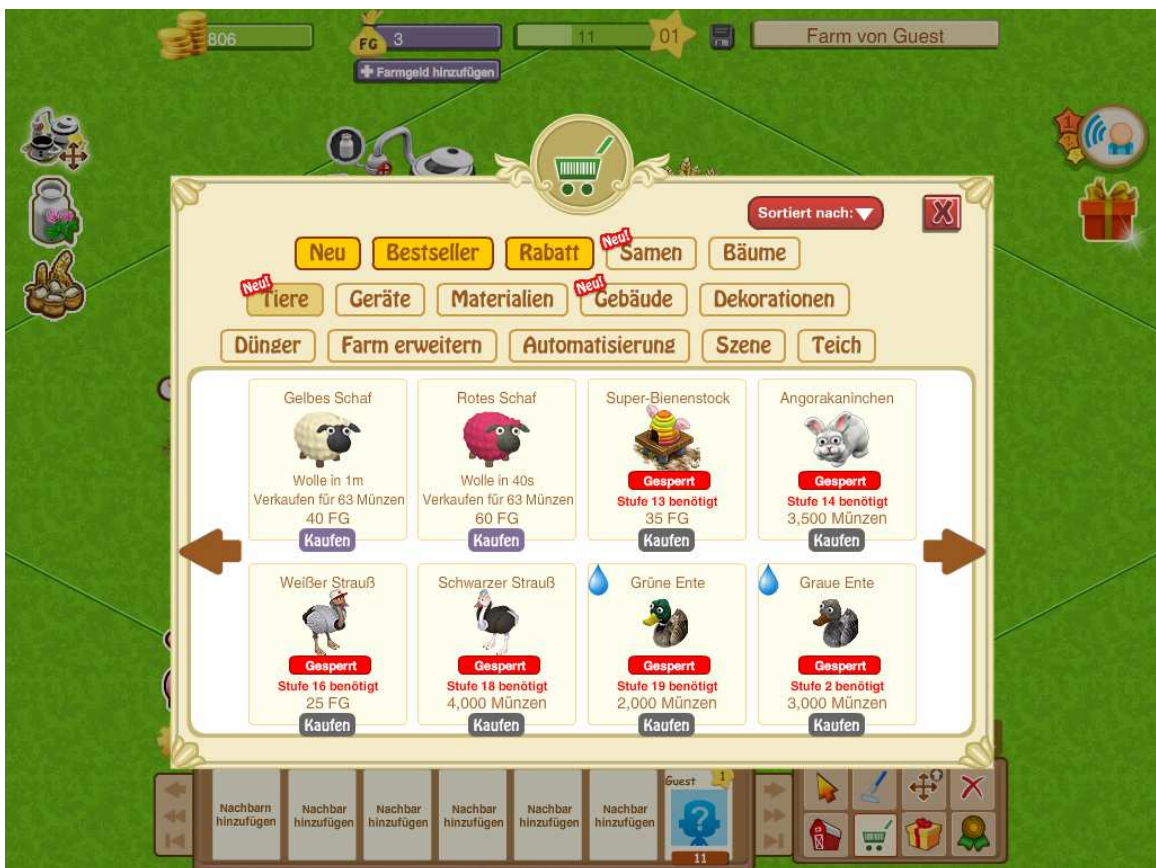 806
FG 3
11
01
Farm von Guest
Farmgeld hinzufügen
Sortiert nach:
Neu
Bestseller
Rabatt
Neu!
Samen
Bäume
Neu!
Tiere
Geräte
Materialien
Neu!
Gebäude
Dekorationen
Dünger
Farm erweitern
Automatisierung
Szene
Teich
Gelbes Schaf
Wolle in 1m
Verkaufen für 63 Münzen
40 FG
Kaufen
Rotes Schaf
Wolle in 40s
Verkaufen für 63 Münzen
60 FG
Kaufen
Super-Bienenstock
Gesperrt
Stufe 13 benötigt
35 FG
Kaufen
Angorakaninchen
Gesperrt
Stufe 14 benötigt
3,500 Münzen
Kaufen
Weißer Strauß
Gesperrt
Stufe 16 benötigt
25 FG
Kaufen
Schwarzer Strauß
Gesperrt
Stufe 18 benötigt
4,000 Münzen
Kaufen
Grüne Ente
Gesperrt
Stufe 19 benötigt
2,000 Münzen
Kaufen
Graue Ente
Gesperrt
Stufe 2 benötigt
3,000 Münzen
Kaufen
Nachbarn
hinzufügen
Nachbar
hinzufügen
Nachbar
hinzufügen
Nachbar
hinzufügen
Nachbar
hinzufügen
Nachbar
hinzufügen
Guest
1
11